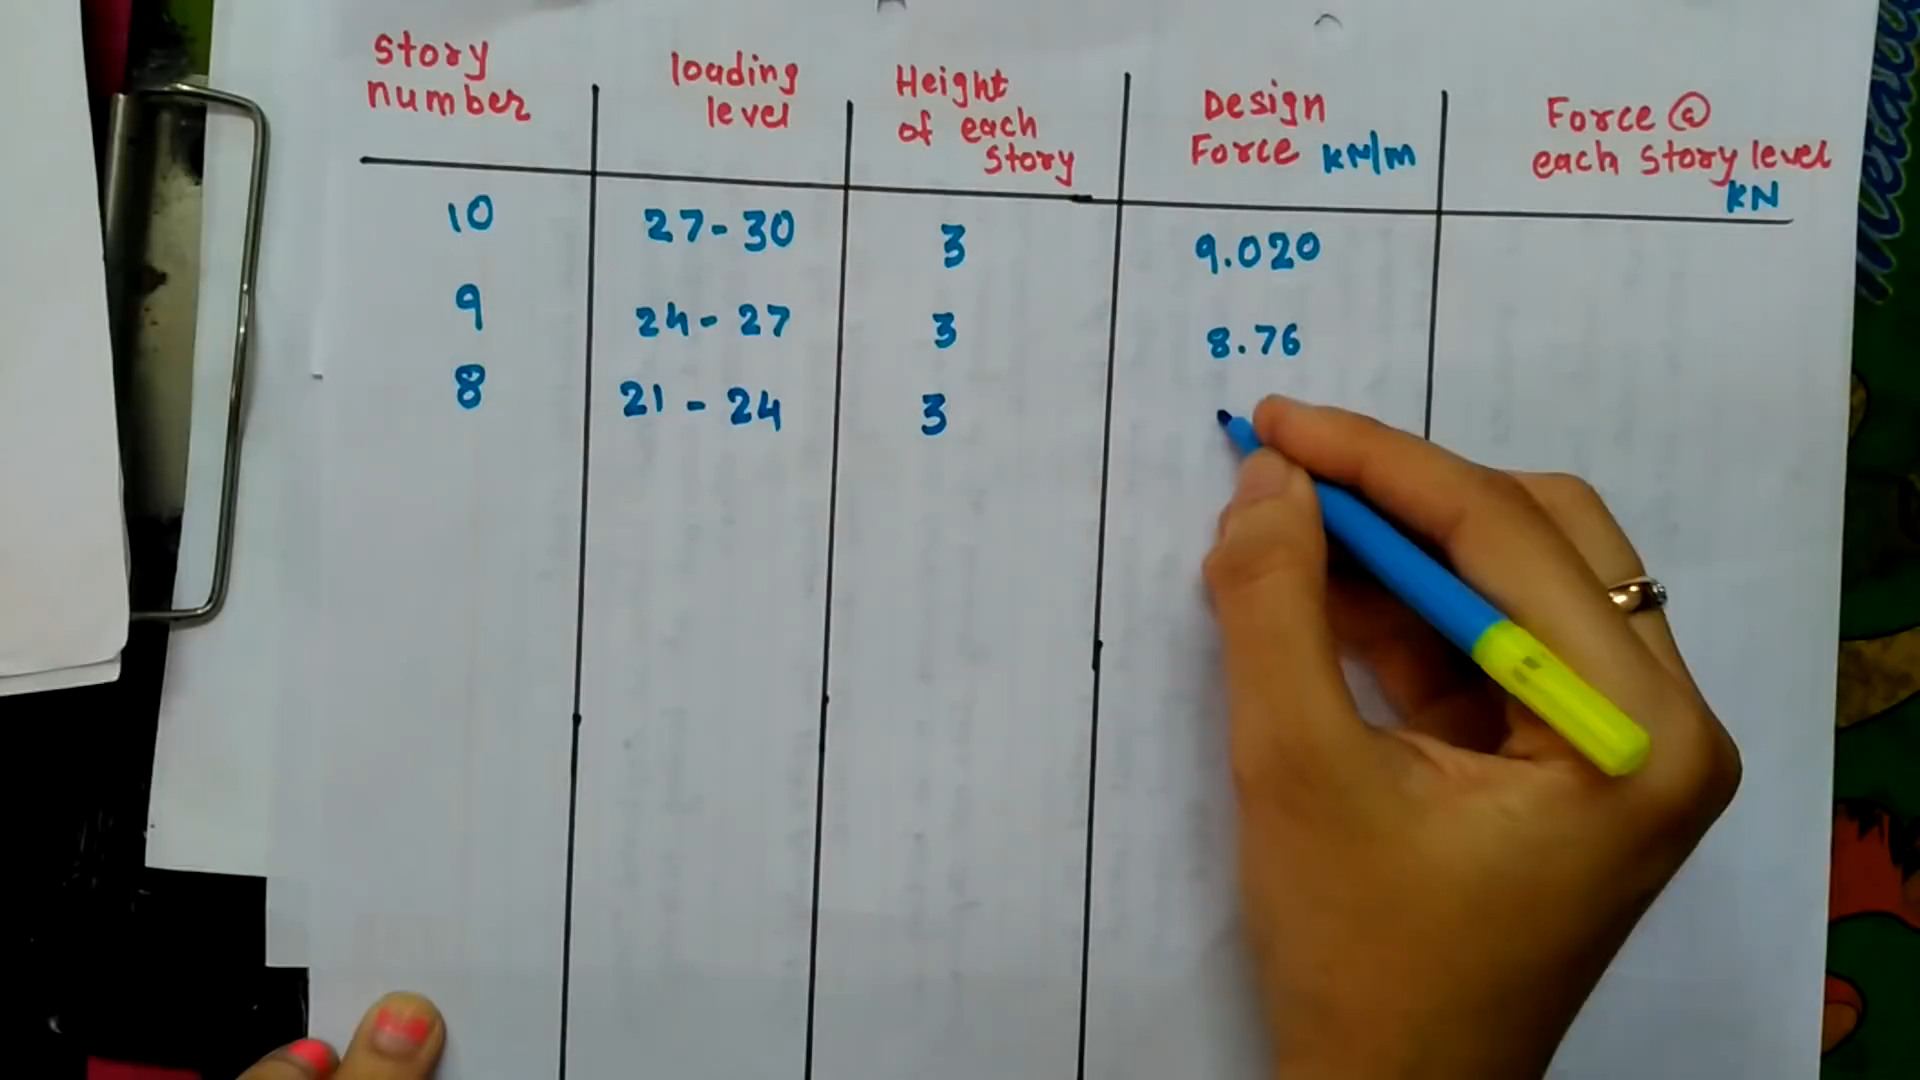 Story number
loading level
Height of each Story
Design Force KN/m
Force @ each Story level KN
10 27-30 3 9.020
9 24-27 3 8.76
8 21-24 3